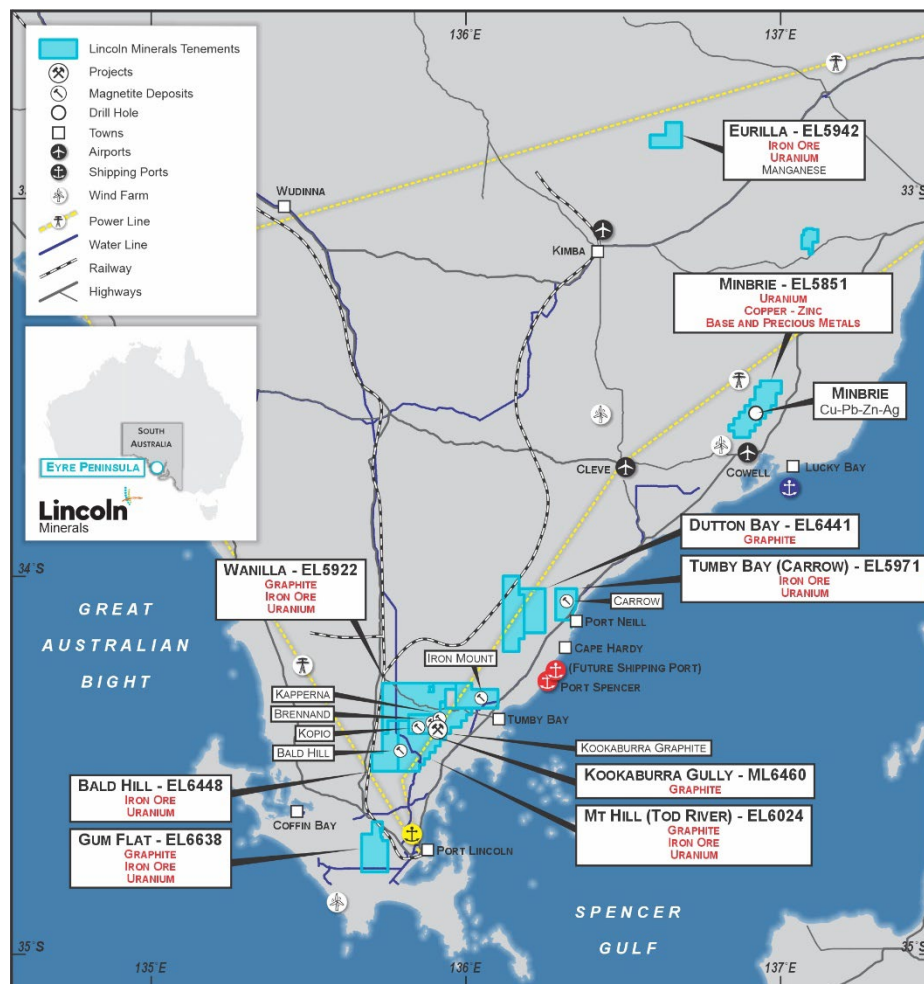 136°E
137°E
Lincoln Minerals Tenements
Projects
Magnetite Deposits
Drill Hole
Towns
Airports
Shipping Ports
Wind Farm
Power Line
Water Line
Railway
Highways
EURILLA - EL5942
IRON ORE
URANIUM
MANGANESE
WUDINNA
33°S
KIMBA
MINBRIE - EL5851
URANIUM
COPPER - ZINC
BASE AND PRECIOUS METALS
SOUTH
AUSTRALIA
EYRE PENINSULA
Lincoln
Minerals
MINBRIE
Cu-Pb-Zn-Ag
CLEVE
COWELL
LUCKY BAY
DUTTON BAY - EL6441
GRAPHITE
WANILLA - EL5922
GRAPHITE
IRON ORE
URANIUM
TUMBY BAY (CARROW) - EL5971
IRON ORE
URANIUM
34°S
34°S
CARROW
PORT NEILL
GREAT
AUSTRALIAN
BIGHT
CAPE HARDY
(FUTURE SHIPPING PORT)
PORT SPENCER
IRON MOUNT
KAPPERNA
BRENNAND
KOPIO
BALD HILL
TUMBY BAY
KOOKABURRA GRAPHITE
KOOKABURRA GULLY - ML6460
GRAPHITE
BALD HILL - EL6448
IRON ORE
URANIUM
MT HILL (TOD RIVER) - EL6024
GRAPHITE
IRON ORE
URANIUM
COFFIN BAY
GUM FLAT - EL6638
GRAPHITE
IRON ORE
URANIUM
PORT LINCOLN
SPENCER
GULF
35°S
35°S
135°E
136°E
137°E